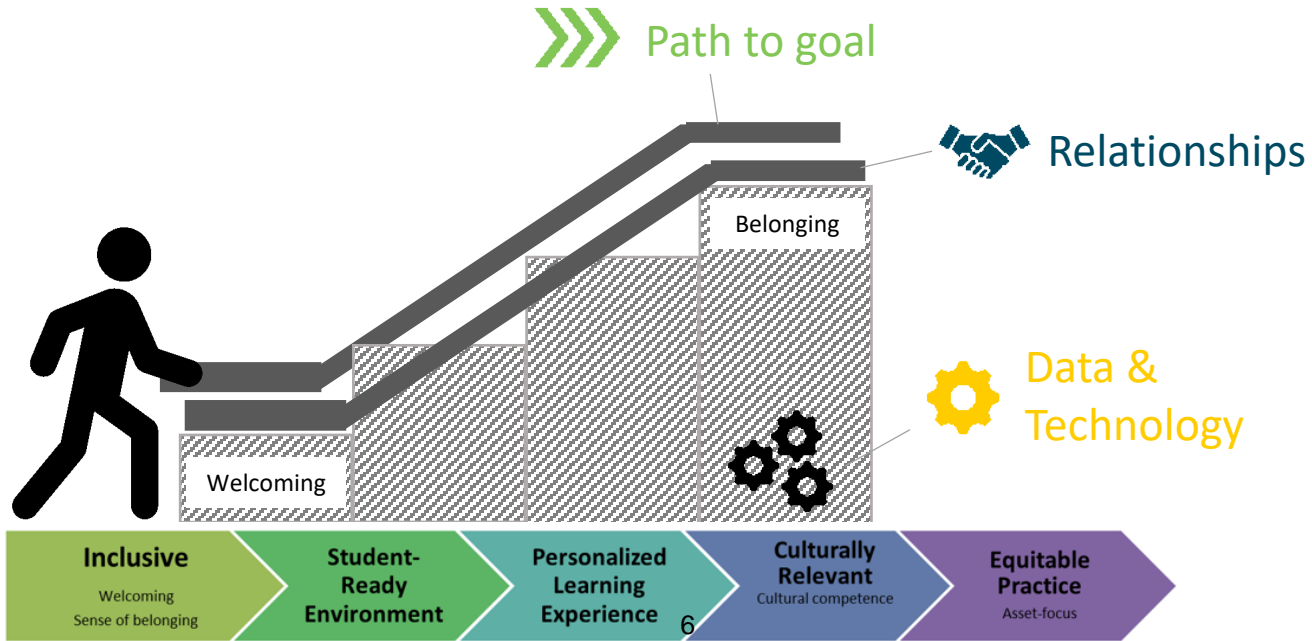 Path to goal
Relationships
Belonging
Data &
Technology
Welcoming
Inclusive
Welcoming
Sense of belonging
Student-
Ready
Environment
Personalized
Learning
Experience
Culturally
Relevant
Cultural competence
Equitable
Practice
Asset-focus
6